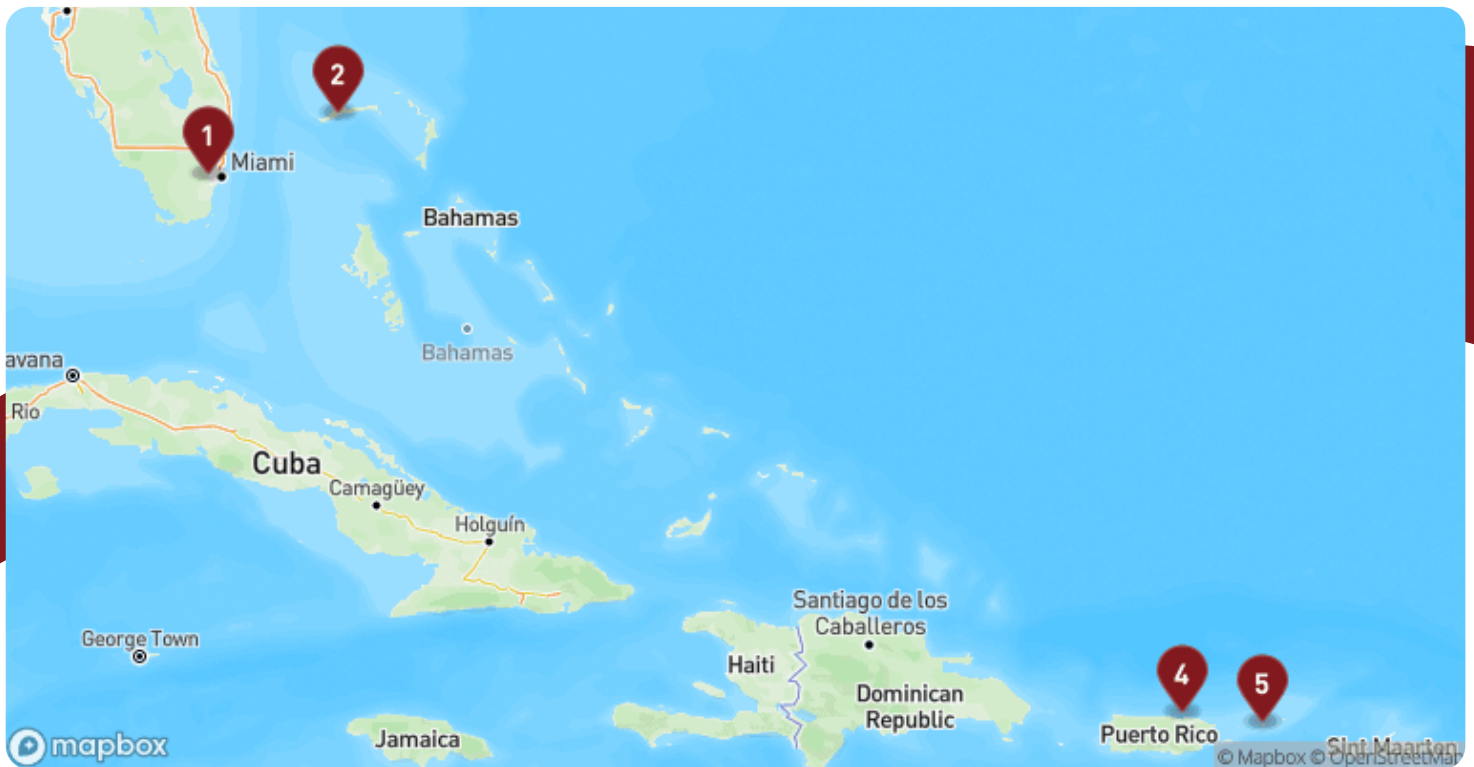 2
1
Miami
Bahamas
Bahamas
avana
Rio
Cuba
Camagüey
Holguín
Santiago de los
Caballeros
George Town
Haiti
4
5
Dominican
Republic
Puerto Rico
Jamaica
mapbox
Sint Maarten
© Mapbox © OpenStreetMap